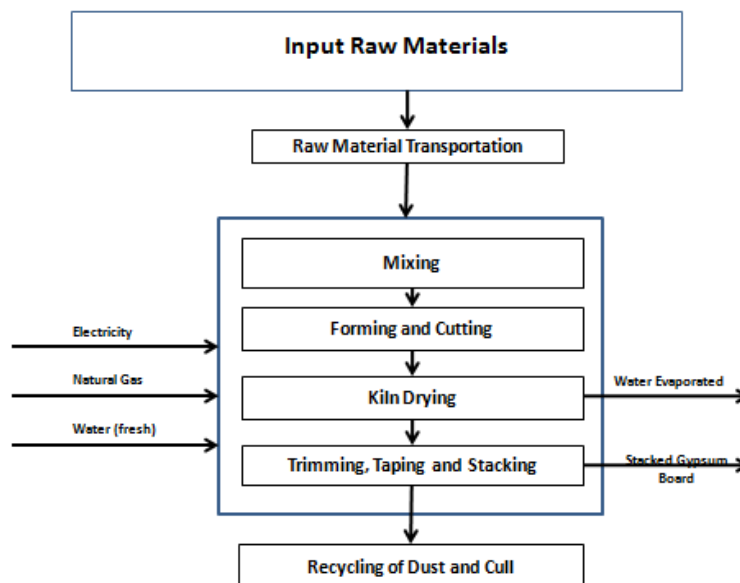 Input Raw Materials
Raw Material Transportation
Mixing
Forming and Cutting
Electricity
Natural Gas
Kiln Drying
Water Evaporated
Water (fresh)
Trimming, Taping and Stacking
Stacked Gypsum
Board
Recycling of Dust and Cull